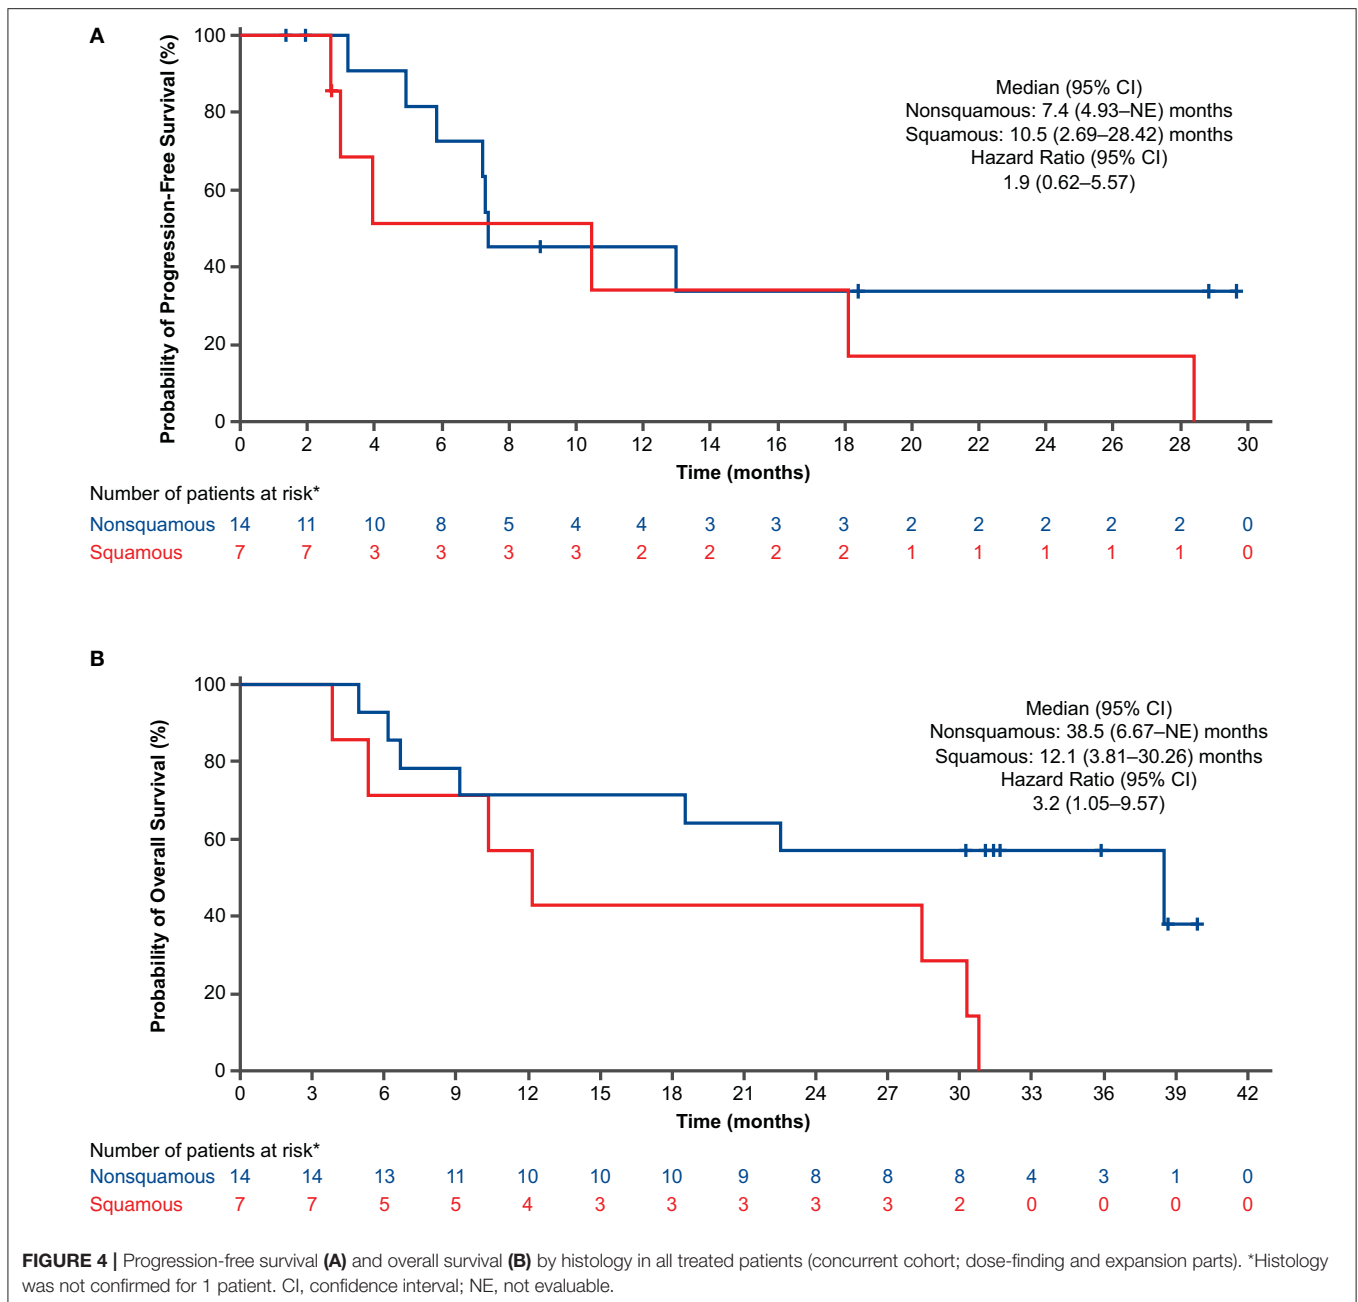 A
Probability of Progression-Free Survival (%)
100
80
60
40
20
0
Median (95% CI)
Nonsquamous: 7.4 (4.93–NE) months
Squamous: 10.5 (2.69–28.42) months
Hazard Ratio (95% CI)
1.9 (0.62–5.57)
0 2 4 6 8 10 12 14 16 18 20 22 24 26 28 30
Time (months)
Number of patients at risk*
Nonsquamous 14 11 10 8 5 4 4 3 3 3 2 2 2 2 2 0
Squamous 7 7 3 3 3 3 2 2 2 2 1 1 1 1 1 0
B
Probability of Overall Survival (%)
100
80
60
40
20
0
Median (95% CI)
Nonsquamous: 38.5 (6.67–NE) months
Squamous: 12.1 (3.81–30.26) months
Hazard Ratio (95% CI)
3.2 (1.05–9.57)
0 3 6 9 12 15 18 21 24 27 30 33 36 39 42
Time (months)
Number of patients at risk*
Nonsquamous 14 14 13 11 10 10 10 9 8 8 8 4 3 1 0
Squamous 7 7 5 5 4 3 3 3 3 3 2 0 0 0 0
FIGURE 4 | Progression-free survival (A) and overall survival (B) by histology in all treated patients (concurrent cohort; dose-finding and expansion parts). *Histology
was not confirmed for 1 patient. CI, confidence interval; NE, not evaluable.